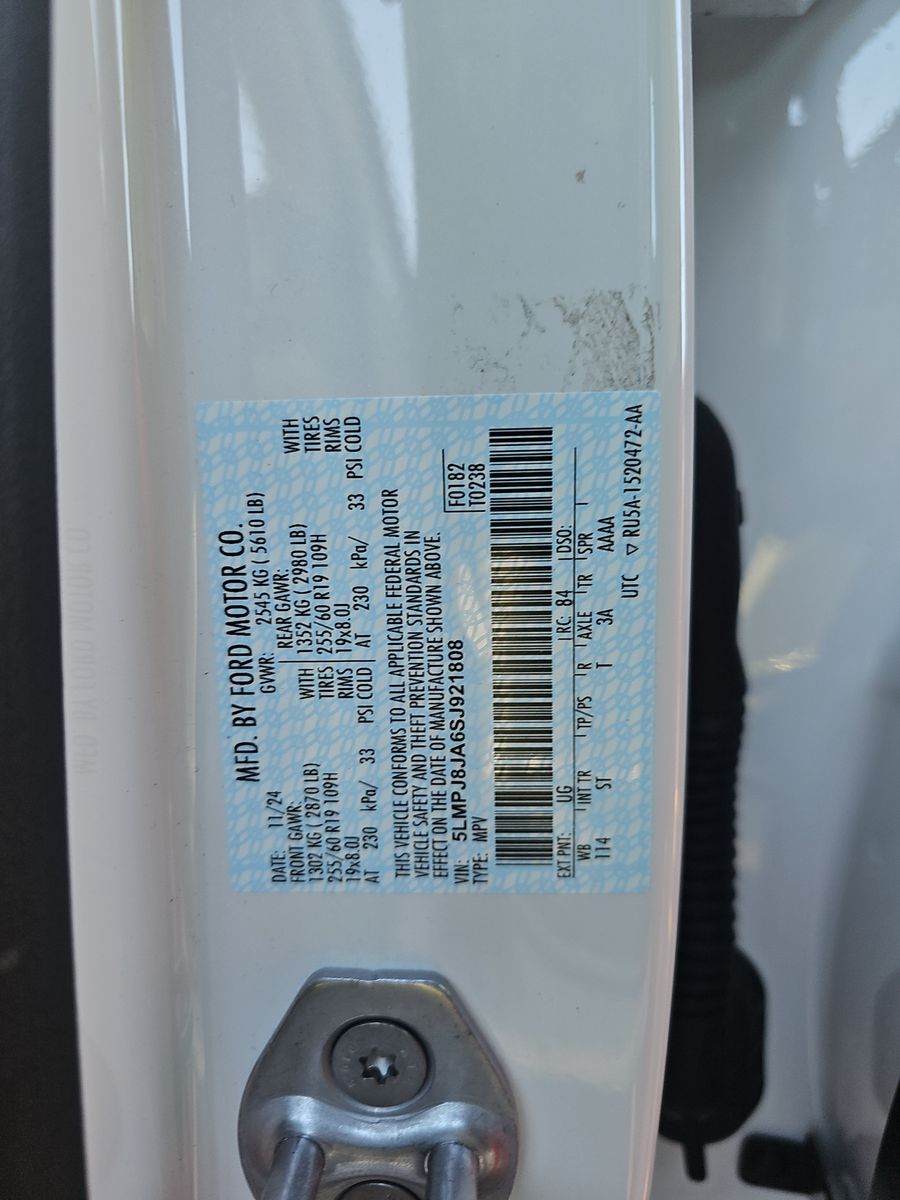 MFD. BY FORD MOTOR CO.
DATE: 11/24 GVWR: 2545 KG ( 5610 LB)
FRONT GAWR: REAR GAWR:
1302 KG ( 2870 LB) WITH 1352 KG ( 2980 LB) WITH
255/60 R19 109H TIRES 255/60 R19 109H TIRES
19x8.0J RIMS 19x8.0J RIMS
AT 230 kPa/ 33 PSI COLD AT 230 kPa/ 33 PSI COLD
THIS VEHICLE CONFORMS TO ALL APPLICABLE FEDERAL MOTOR
VEHICLE SAFETY AND THEFT PREVENTION STANDARDS IN
EFFECT ON THE DATE OF MANUFACTURE SHOWN ABOVE.
VIN: 5LMPJ8JA6SJ921808 F0182
TYPE: MPV T0238
EXT PNT: UG RC: 84 DSO:
WB INT TR TP/PS R AXLE TR SPR
114 ST T 3A AAAA
UTC ▽ RU5A-1520472-AA